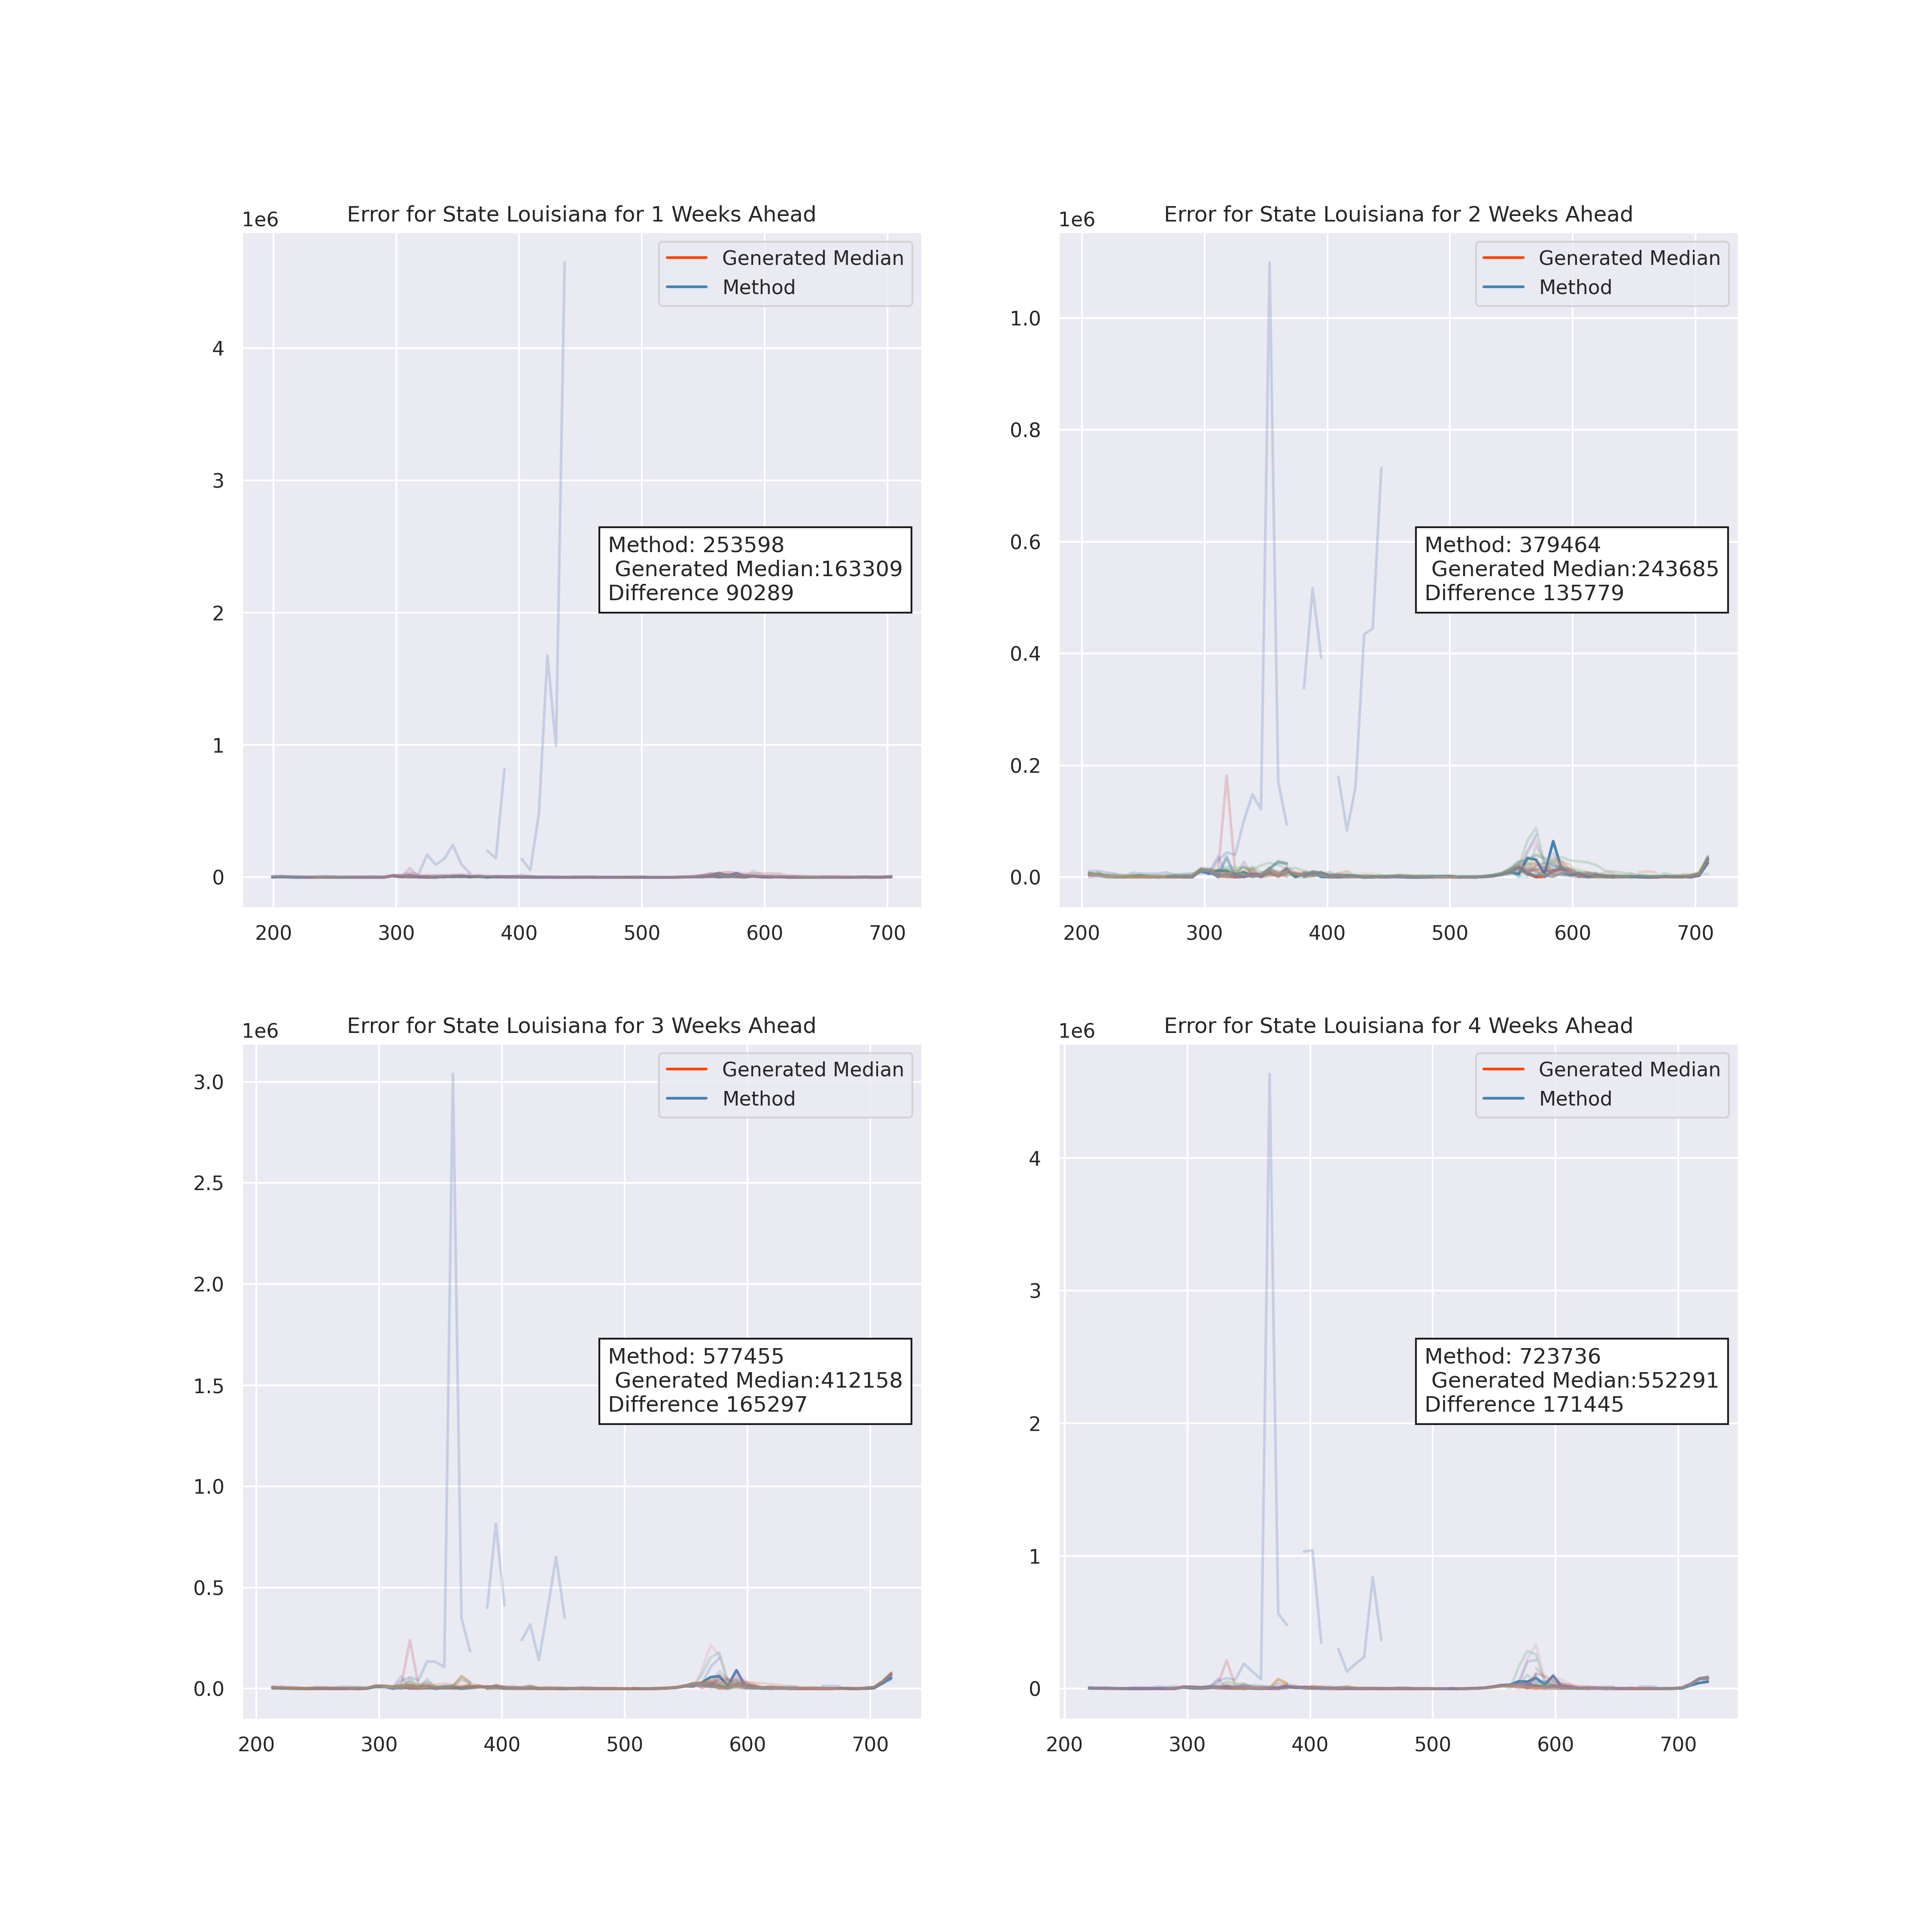 Error for State Louisiana for 1 Weeks Ahead
1e6
Generated Median
Method
4
3
2
1
0
Method: 253598
Generated Median:163309
Difference 90289
200 300 400 500 600 700
Error for State Louisiana for 2 Weeks Ahead
1e6
Generated Median
Method
1.0
0.8
0.6
0.4
0.2
0.0
Method: 379464
Generated Median:243685
Difference 135779
200 300 400 500 600 700
Error for State Louisiana for 3 Weeks Ahead
1e6
Generated Median
Method
3.0
2.5
2.0
1.5
1.0
0.5
0.0
Method: 577455
Generated Median:412158
Difference 165297
200 300 400 500 600 700
Error for State Louisiana for 4 Weeks Ahead
1e6
Generated Median
Method
4
3
2
1
0
Method: 723736
Generated Median:552291
Difference 171445
200 300 400 500 600 700